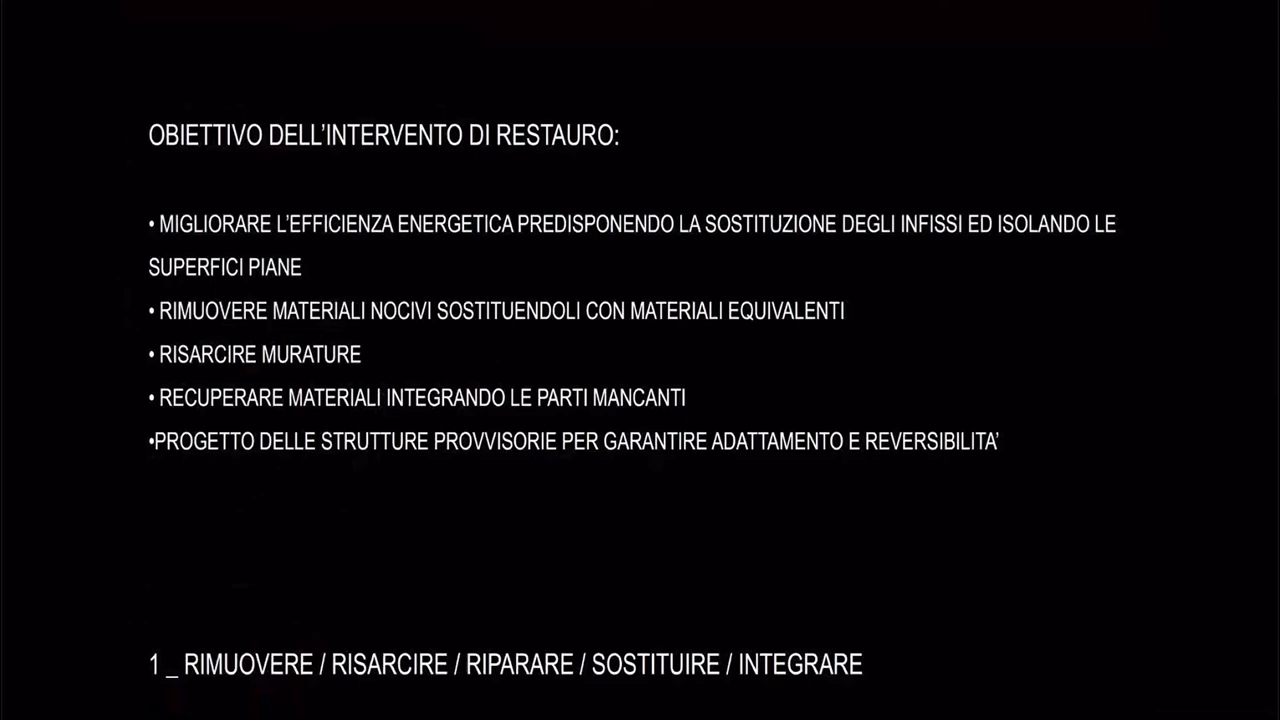 OBIETTIVO DELL’INTERVENTO DI RESTAURO:
• MIGLIORARE L’EFFICIENZA ENERGETICA PREDISPONENDO LA SOSTITUZIONE DEGLI INFISSI ED ISOLANDO LE
SUPERFICI PIANE
• RIMUOVERE MATERIALI NOCIVI SOSTITUENDOLI CON MATERIALI EQUIVALENTI
• RISARCIRE MURATURE
• RECUPERARE MATERIALI INTEGRANDO LE PARTI MANCANTI
•PROGETTO DELLE STRUTTURE PROVVISORIE PER GARANTIRE ADATTAMENTO E REVERSIBILITA’
1 _ RIMUOVERE / RISARCIRE / RIPARARE / SOSTITUIRE / INTEGRARE